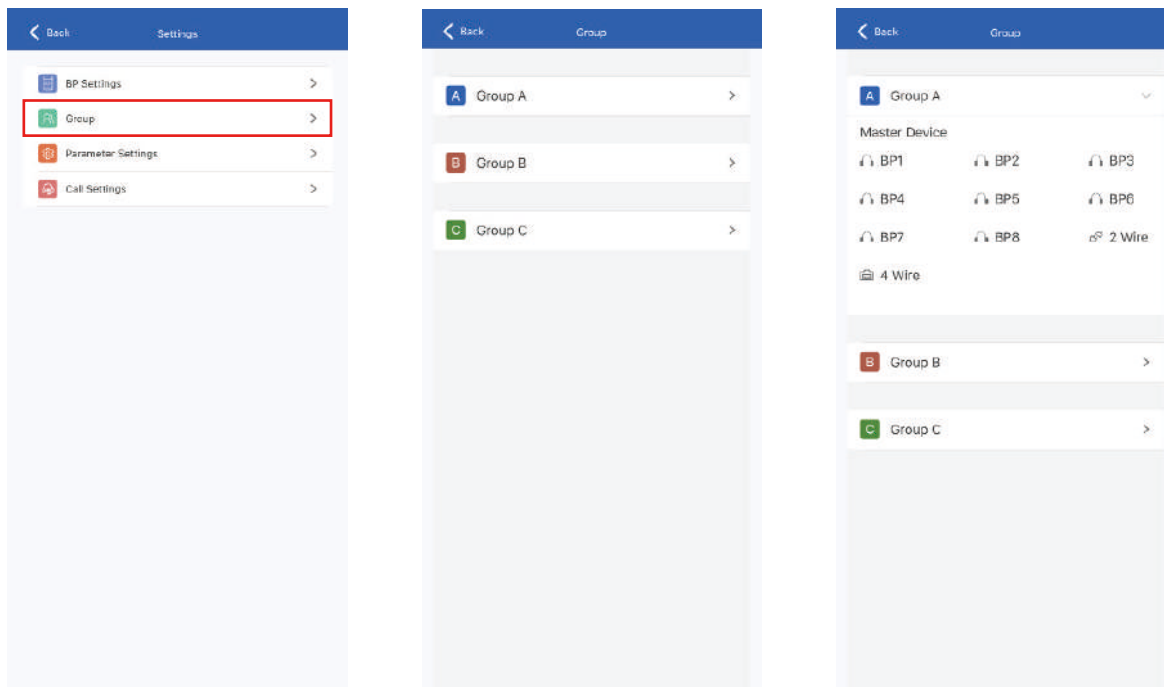 Back Settings
BP Settings
Group
Parameter Settings
Call Settings
Back Group
A Group A
B Group B
C Group C
Back Group
A Group A
Master Device
BP1 BP2 BP3
BP4 BP5 BP6
BP7 BP8 2 Wire
4 Wire
B Group B
C Group C